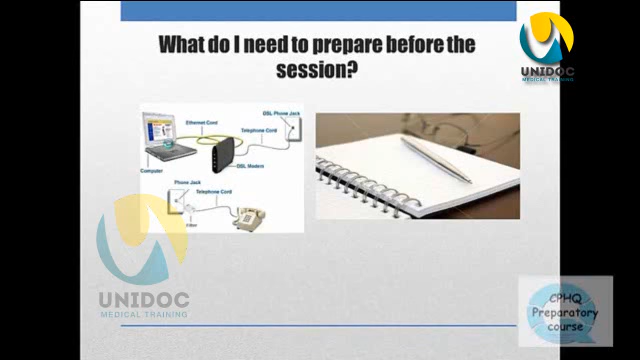 What do I need to prepare before the
session?
UNIDOC
MEDICAL TRAINING
DSL Phone Jack
Ethernet Cord
Telephone Cord
Computer
DSL Modem
Phone Jack
Telephone Cord
Filter
UNIDOC
MEDICAL TRAINING
CPHQ
Preparatory
course